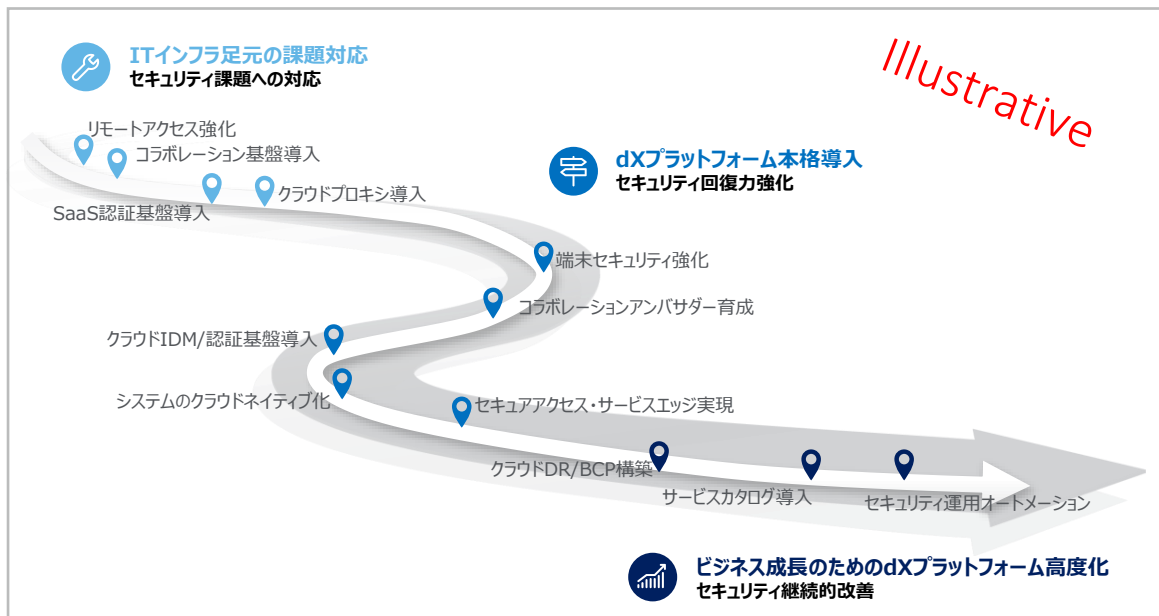 ITインフラ足元の課題対応
セキュリティ課題への対応
Illustrative
リモートアクセス強化
コラボレーション基盤導入
SaaS認証基盤導入
クラウドプロキシ導入
dXプラットフォーム本格導入
セキュリティ回復力強化
端末セキュリティ強化
コラボレーションアンバサダー育成
クラウドIDM/認証基盤導入
システムのクラウドネイティブ化
セキュアアクセス・サービスエッジ実現
クラウドDR/BCP構築
サービスカタログ導入
セキュリティ運用オートメーション
ビジネス成長のためのdXプラットフォーム高度化
セキュリティ継続的改善